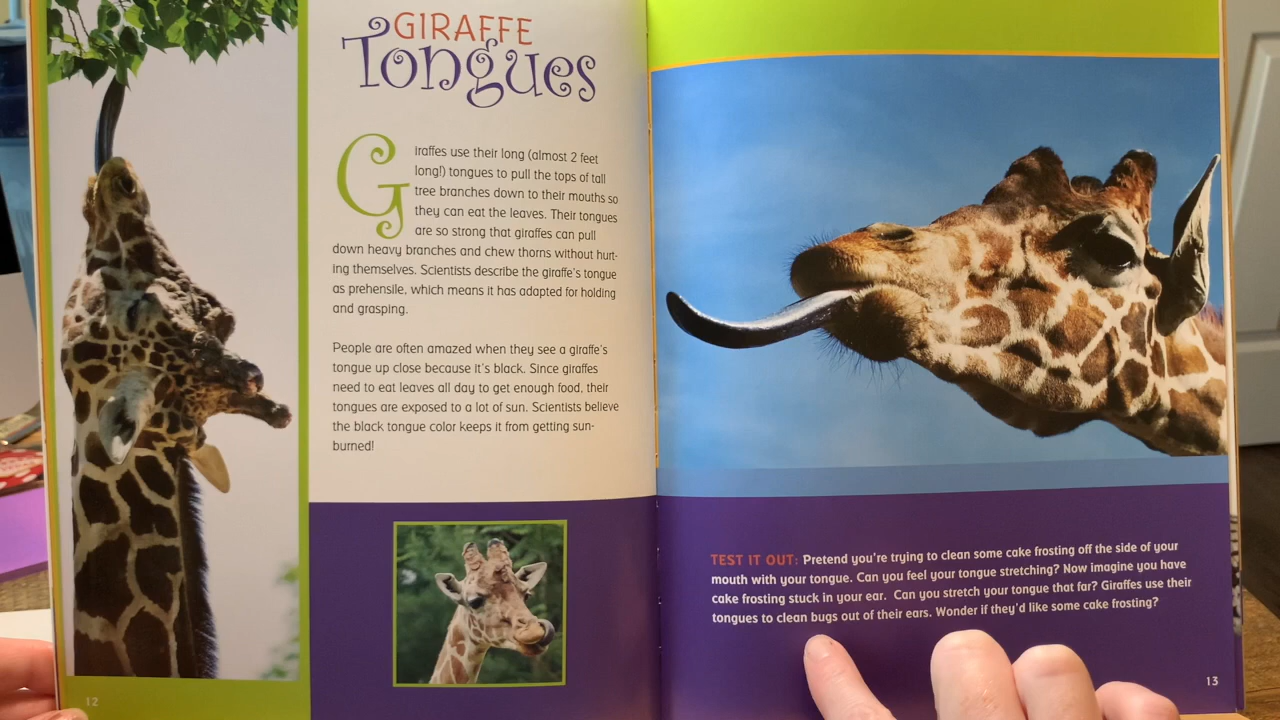 GIRAFFE
Tongues
Giraffes use their long (almost 2 feet
long!) tongues to pull the tops of tall
tree branches down to their mouths so
they can eat the leaves. Their tongues
are so strong that giraffes can pull
down heavy branches and chew thorns without hurt-
ing themselves. Scientists describe the giraffe's tongue
as prehensile, which means it has adapted for holding
and grasping.
People are often amazed when they see a giraffe's
tongue up close because it's black. Since giraffes
need to eat leaves all day to get enough food, their
tongues are exposed to a lot of sun. Scientists believe
the black tongue color keeps it from getting sun-
burned!
12
TEST IT OUT: Pretend you're trying to clean some cake frosting off the side of your
mouth with your tongue. Can you feel your tongue stretching? Now imagine you have
cake frosting stuck in your ear. Can you stretch your tongue that far? Giraffes use their
tongues to clean bugs out of their ears. Wonder if they'd like some cake frosting?
13